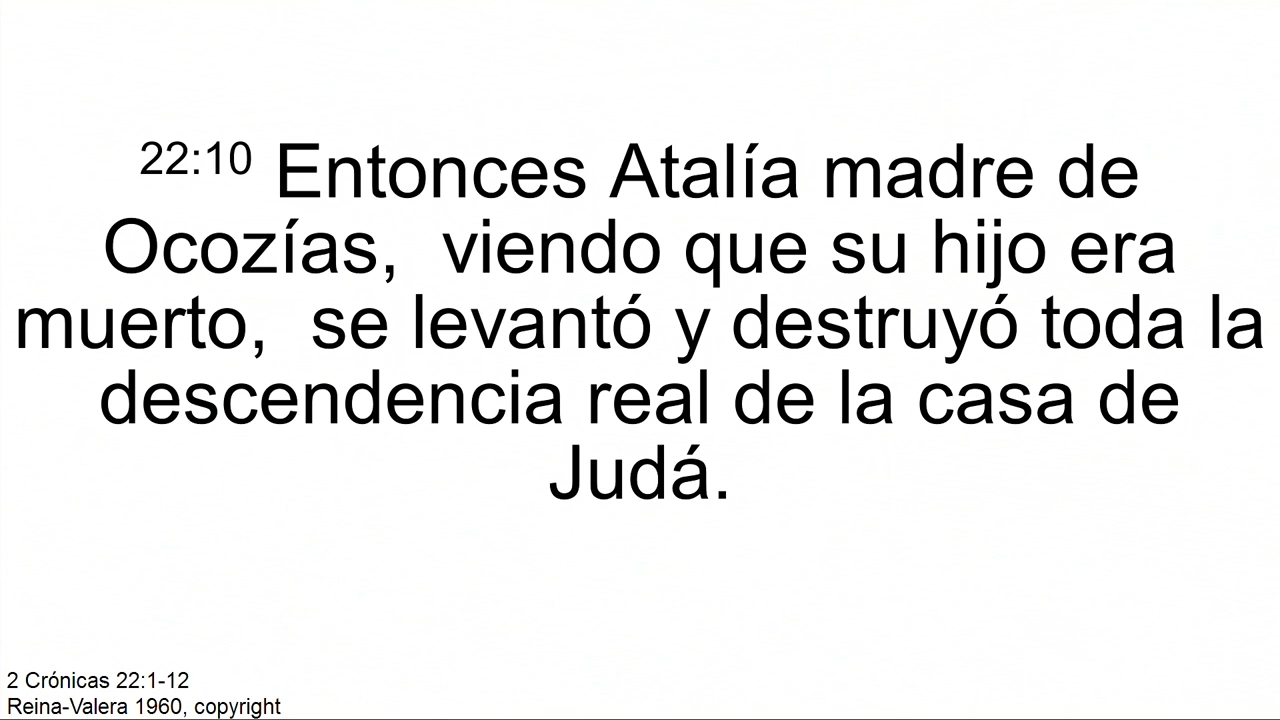 22:10 Entonces Atalía madre de
Ocozías,  viendo que su hijo era
muerto,  se levantó y destruyó toda la
descendencia real de la casa de
Judá.
2 Crónicas 22:1-12
Reina-Valera 1960, copyright